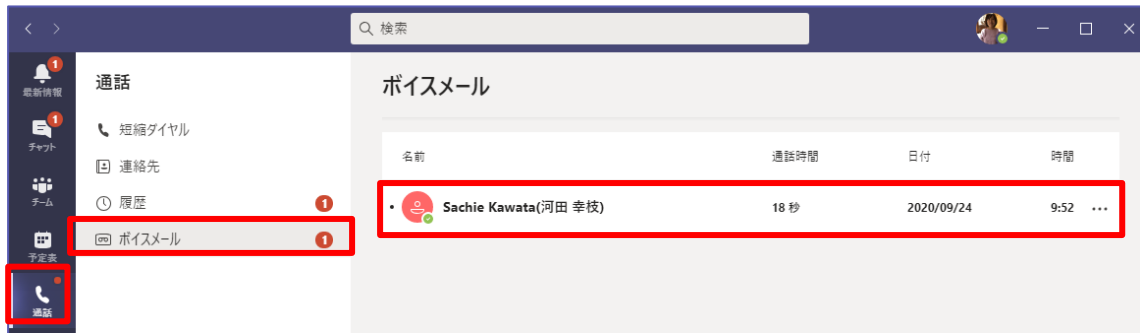 検索
1
最新情報
1
チャット
チーム
予定表
通話
通話
短縮ダイヤル
連絡先
履歴 1
ボイスメール 1
ボイスメール
名前 通話時間 日付 時間
Sachie Kawata(河田 幸枝) 18 秒 2020/09/24 9:52 ...